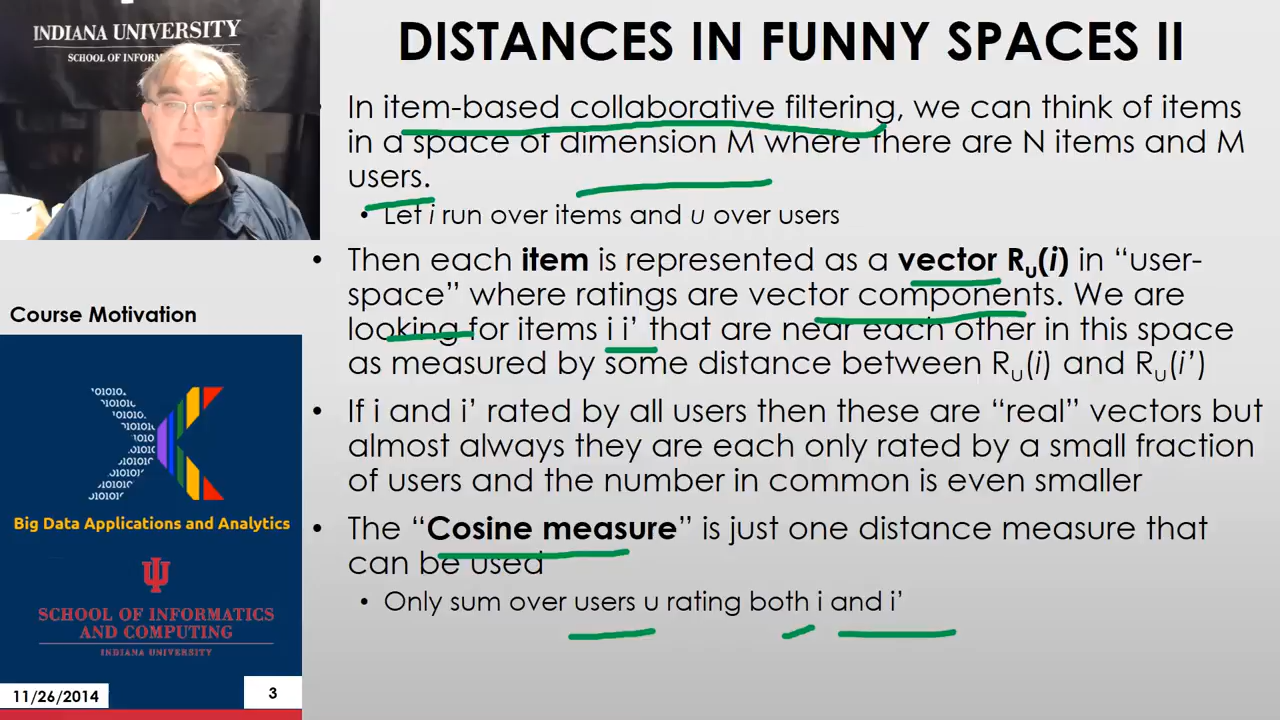 INDIANA UNIVERSITY
SCHOOL OF INFORM
DISTANCES IN FUNNY SPACES II
• In item-based collaborative filtering, we can think of items
in a space of dimension M where there are N items and M
users.
• Let i run over items and u over users
• Then each item is represented as a vector Ru(i) in “user-
space” where ratings are vector components. We are
looking for items i i’ that are near each other in this space
as measured by some distance between RU(i) and RU(i’)
• If i and i’ rated by all users then these are “real” vectors but
almost always they are each only rated by a small fraction
of users and the number in common is even smaller
• The “Cosine measure” is just one distance measure that
can be used
• Only sum over users u rating both i and i’
Course Motivation
Big Data Applications and Analytics
SCHOOL OF INFORMATICS
AND COMPUTING
INDIANA UNIVERSITY
11/26/2014
3